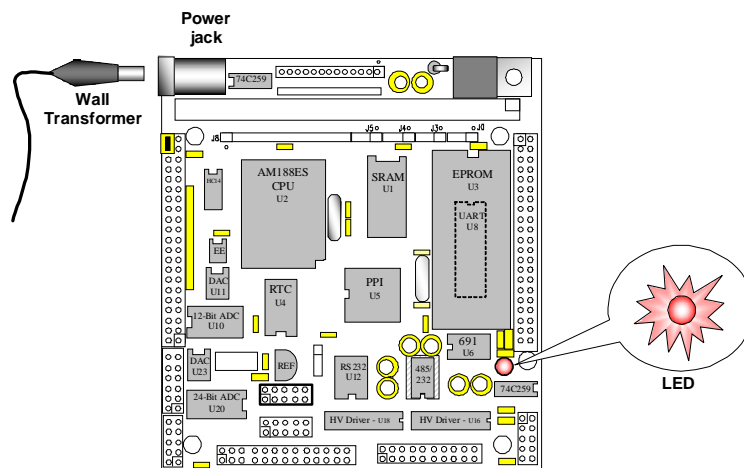 Power
jack
Wall
Transformer
74C259
J8
J5
J4
J3
J0
HC14
AM188ES
CPU
U2
SRAM
U1
EPROM
U3
UART
U8
EE
DAC
U11
RTC
U4
PPI
U5
12-Bit ADC
U10
691
U6
DAC
U23
REF
RS232
U12
485/
232
LED
74C259
24-Bit ADC
U20
HV Driver - U18
HV Driver - U16